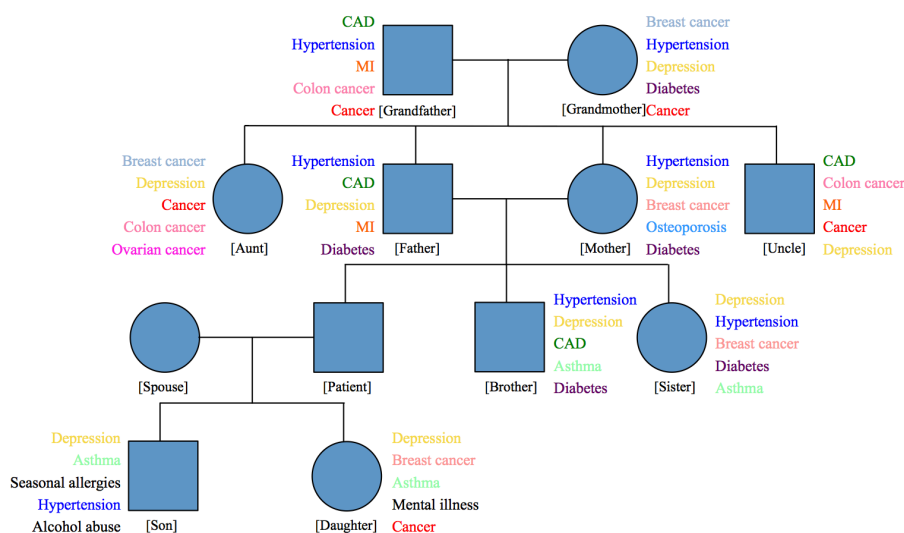 CAD
Hypertension
MI
Colon cancer
Cancer
[Grandfather]
Breast cancer
Hypertension
Depression
Diabetes
Cancer
[Grandmother]
Breast cancer
Depression
Cancer
Colon cancer
Ovarian cancer
[Aunt]
Hypertension
CAD
Depression
MI
Diabetes
[Father]
Hypertension
Depression
Breast cancer
Osteoporosis
Diabetes
[Mother]
CAD
Colon cancer
MI
Cancer
Depression
[Uncle]
[Spouse]
[Patient]
Hypertension
Depression
CAD
Asthma
Diabetes
[Brother]
Depression
Hypertension
Breast cancer
Diabetes
Asthma
[Sister]
Depression
Asthma
Seasonal allergies
Hypertension
Alcohol abuse
[Son]
Depression
Breast cancer
Asthma
Mental illness
Cancer
[Daughter]